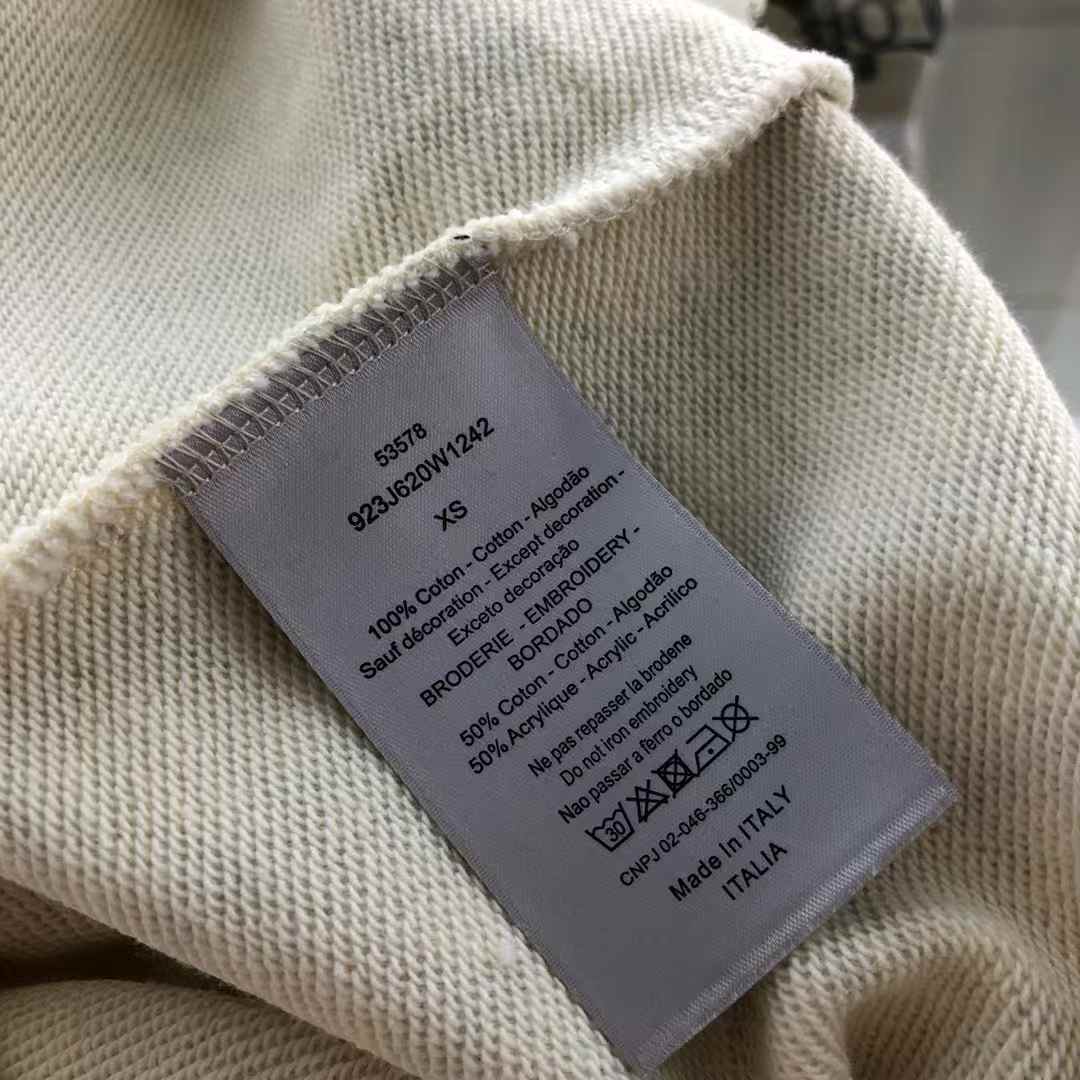 53578
923J620W1242
XS
100% Coton - Cotton - Algodão
Sauf décoration - Except decoration -
Exceto decoração
BRODERIE - EMBROIDERY -
BORDADO
50% Coton - Cotton - Algodão
50% Acrylique - Acrylic - Acrilico
Ne pas repasser la brodene
Do not iron embroidery
Nao passar a ferro o bordado
30
CNPJ 02-046-366/0003-99
Made In ITALY
ITALIA